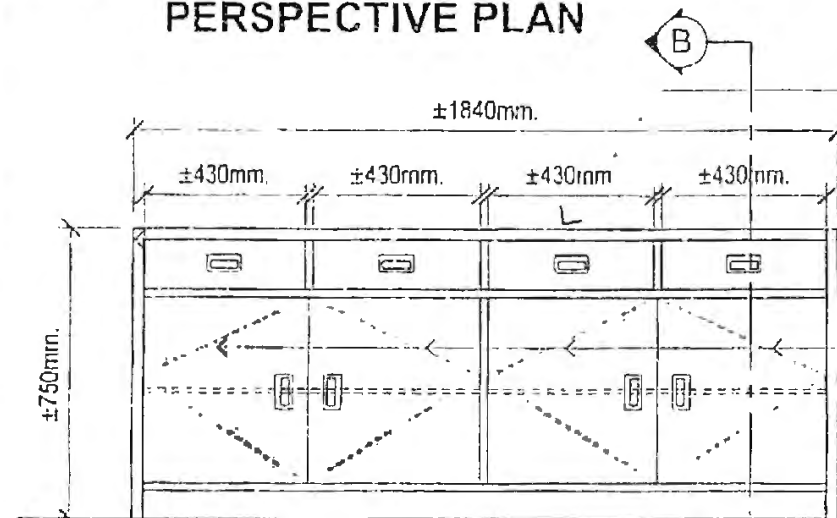 PERSPECTIVE PLAN
B
±1840mm.
±430mm. ±430mm. ±430mm ±430mm.
±750mm.